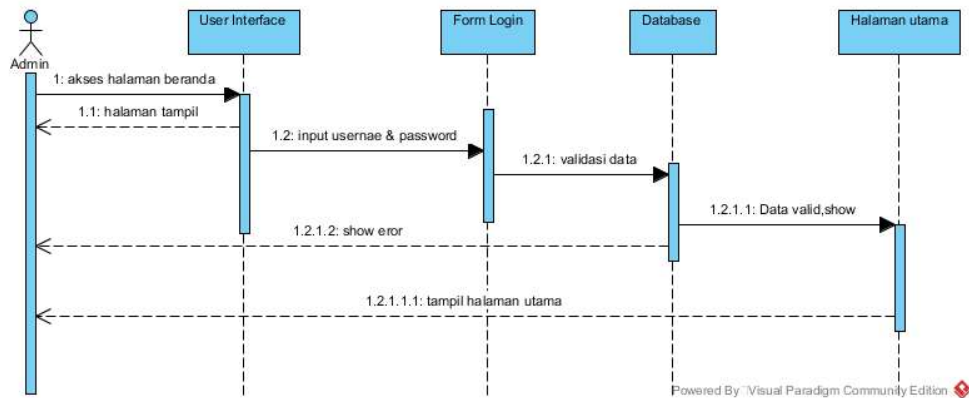 User Interface
Form Login
Database
Halaman utama
Admin
1: akses halaman beranda
1.1: halaman tampil
1.2: input usernae & password
1.2.1: validasi data
1.2.1.1: Data valid,show
1.2.1.2: show eror
1.2.1.1.1: tampil halaman utama
Powered By Visual Paradigm Community Edition